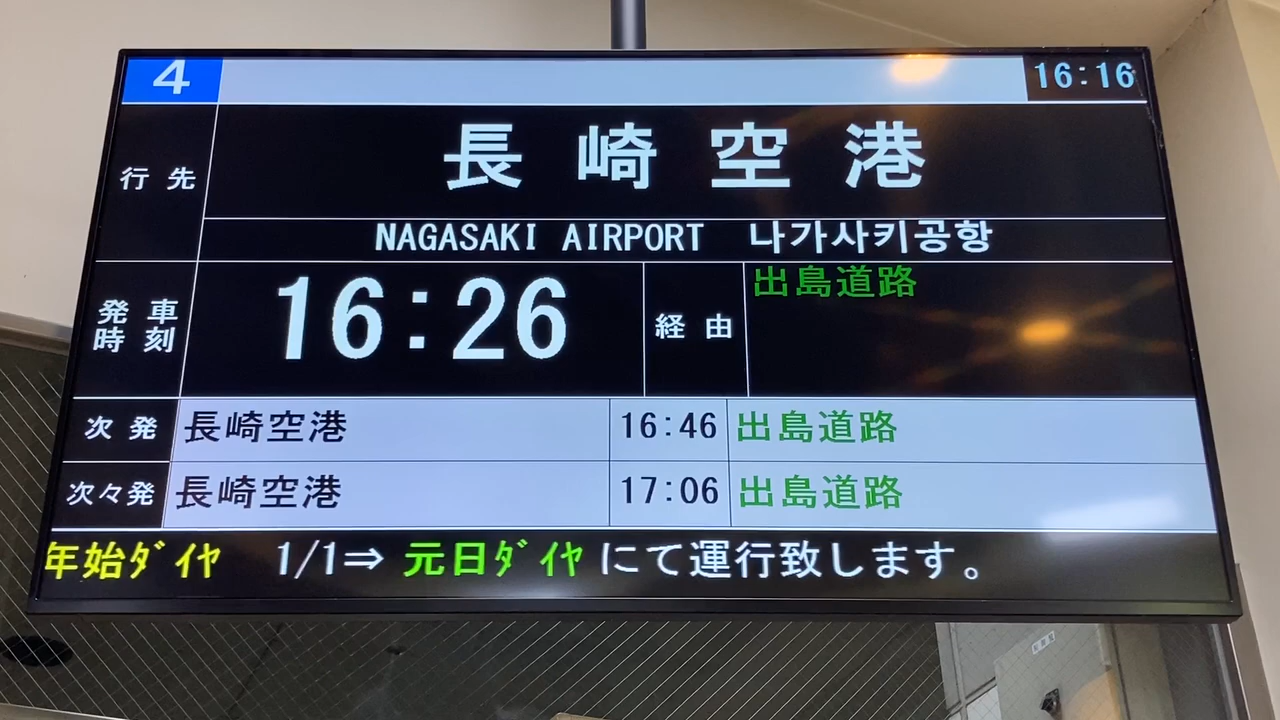 4
16:16
行先
長崎空港
NAGASAKI AIRPORT 나가사키공항
発車時刻
16:26
経由
出島道路
次発 長崎空港 16:46 出島道路
次々発 長崎空港 17:06 出島道路
年始ﾀﾞｲﾔ 1/1⇒ 元日ﾀﾞｲﾔ にて運行致します。